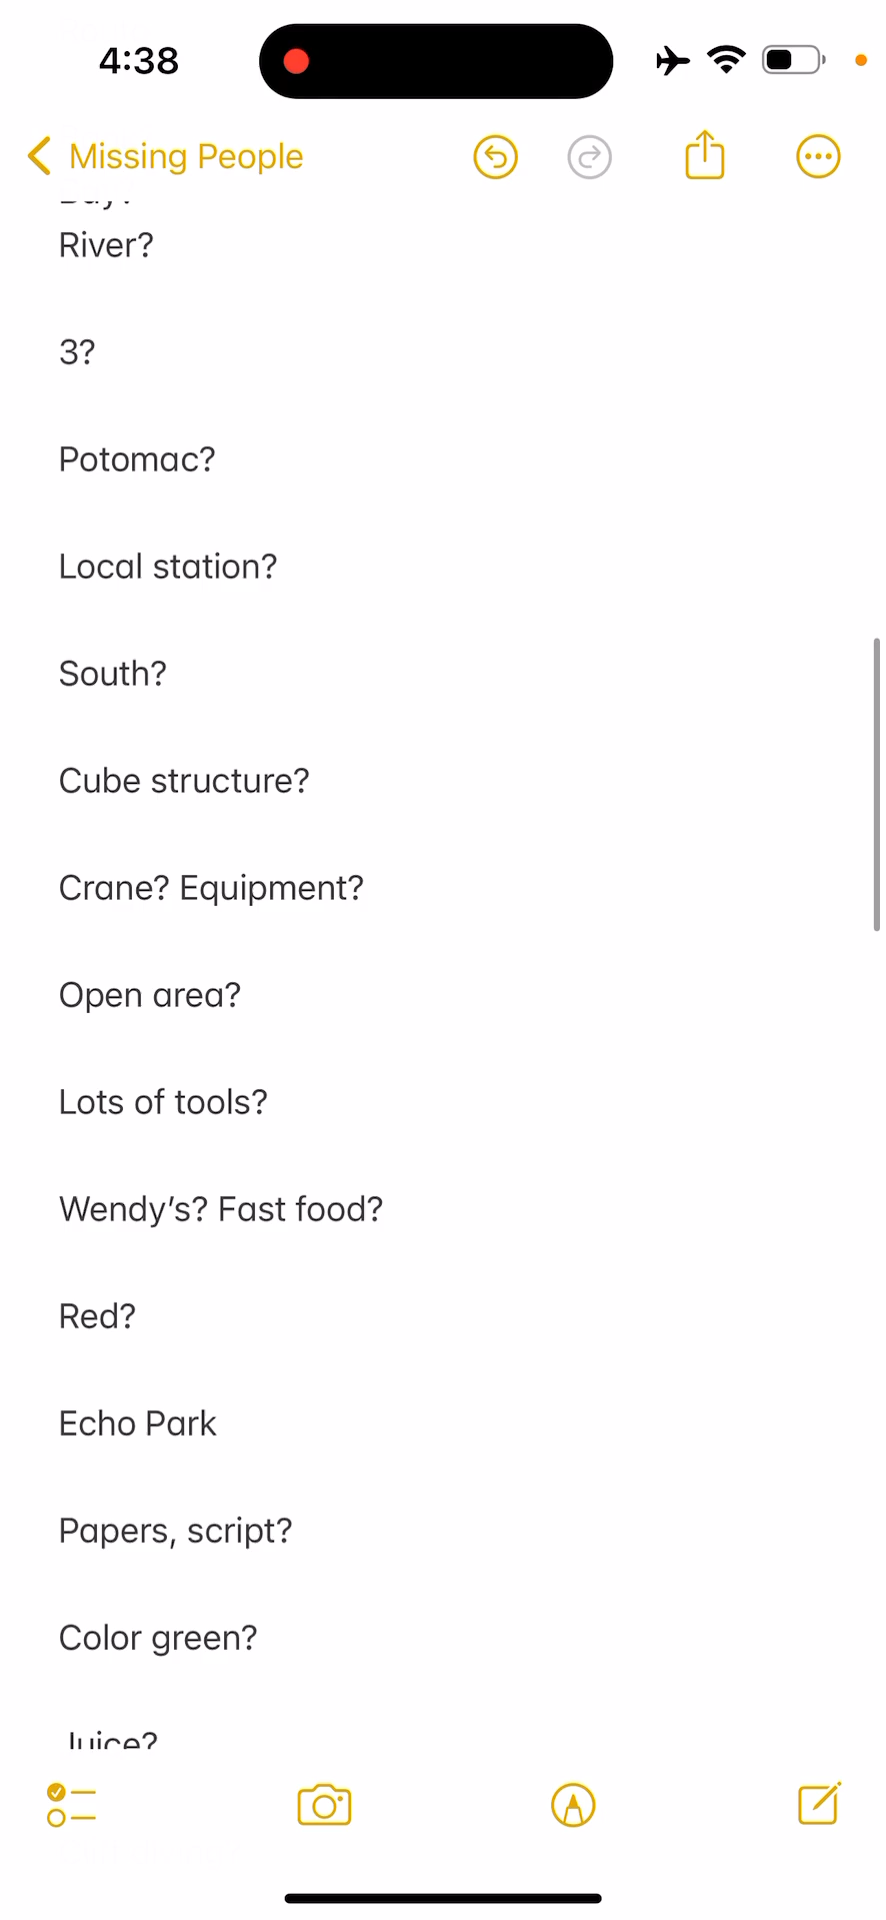 4:38
Missing People
River?
3?
Potomac?
Local station?
South?
Cube structure?
Crane? Equipment?
Open area?
Lots of tools?
Wendy's? Fast food?
Red?
Echo Park
Papers, script?
Color green?
Juice?